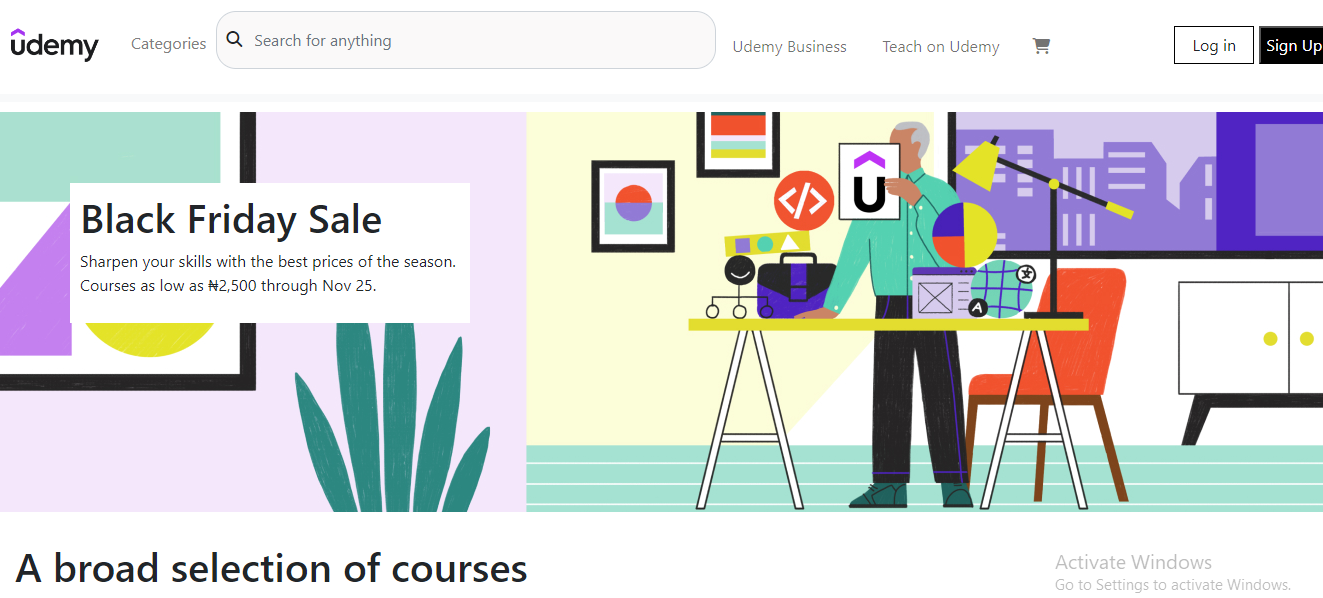 udemy
Categories
Search for anything
Udemy Business
Teach on Udemy
Log in
Sign Up
Black Friday Sale
Sharpen your skills with the best prices of the season.
Courses as low as ₦2,500 through Nov 25.
</>
U
A
A broad selection of courses
Activate Windows
Go to Settings to activate Windows.